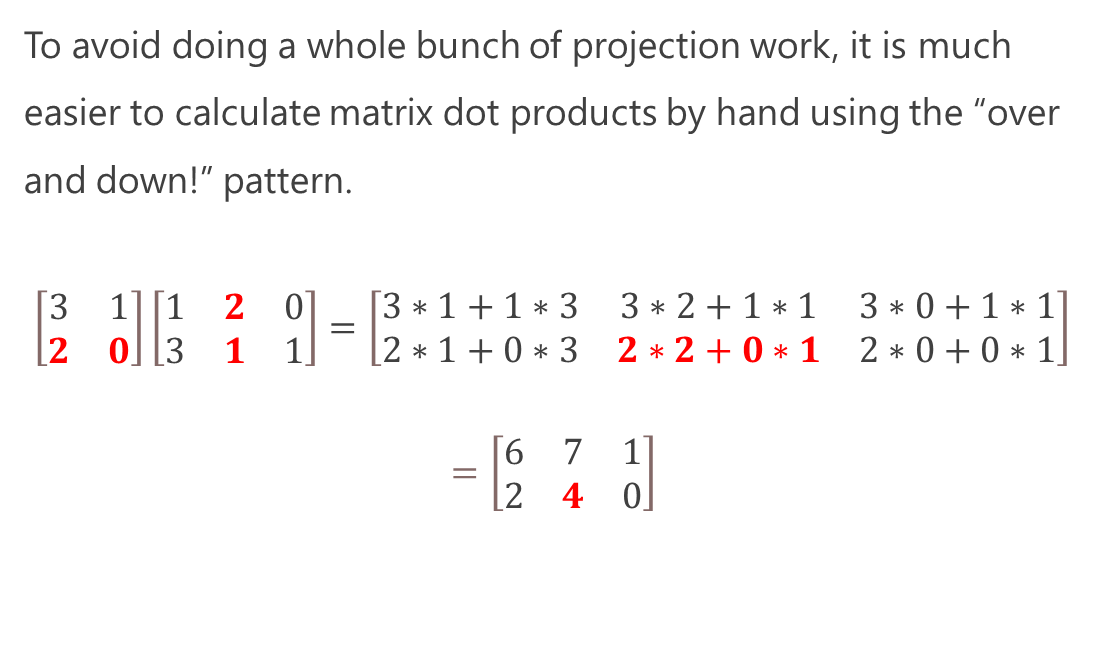 To avoid doing a whole bunch of projection work, it is much
easier to calculate matrix dot products by hand using the “over
and down!” pattern.
[3 1] [1 2 0] = [3 ∗ 1 + 1 ∗ 3 3 ∗ 2 + 1 ∗ 1 3 ∗ 0 + 1 ∗ 1]
[2 0] [3 1 1] [2 ∗ 1 + 0 ∗ 3 2 ∗ 2 + 0 ∗ 1 2 ∗ 0 + 0 ∗ 1]
= [6 7 1]
[2 4 0]